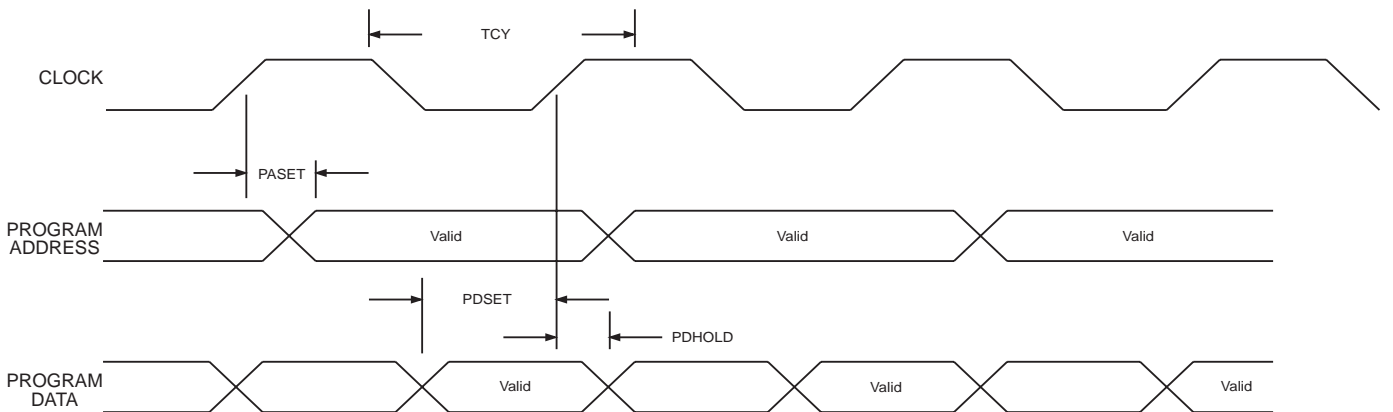 TCY
CLOCK
PASET
PROGRAM
ADDRESS
Valid
Valid
Valid
PDSET
PDHOLD
PROGRAM
DATA
Valid
Valid
Valid